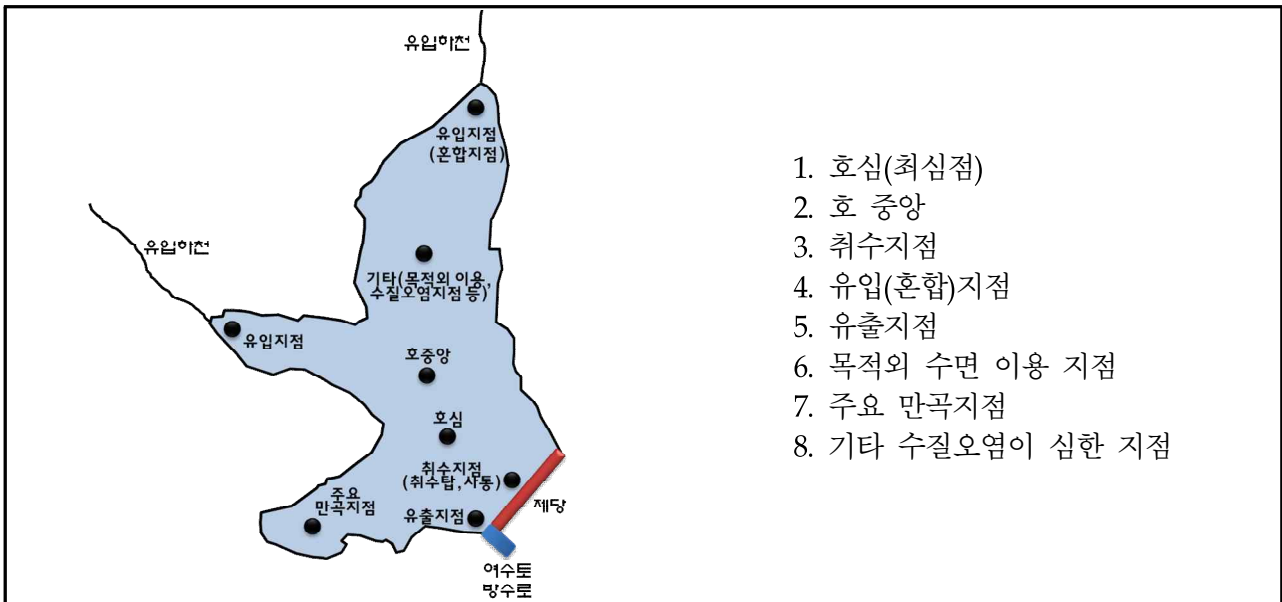 유입하천
유입지점
(혼합지점)
유입하천
기타(목적외 이용,
수질오염지점 등)
유입지점
호중앙
호심
취수지점
(취수탑,사통)
제당
주요
만곡지점
유출지점
여수토
방수로
1. 호심(최심점)
2. 호 중앙
3. 취수지점
4. 유입(혼합)지점
5. 유출지점
6. 목적외 수면 이용 지점
7. 주요 만곡지점
8. 기타 수질오염이 심한 지점